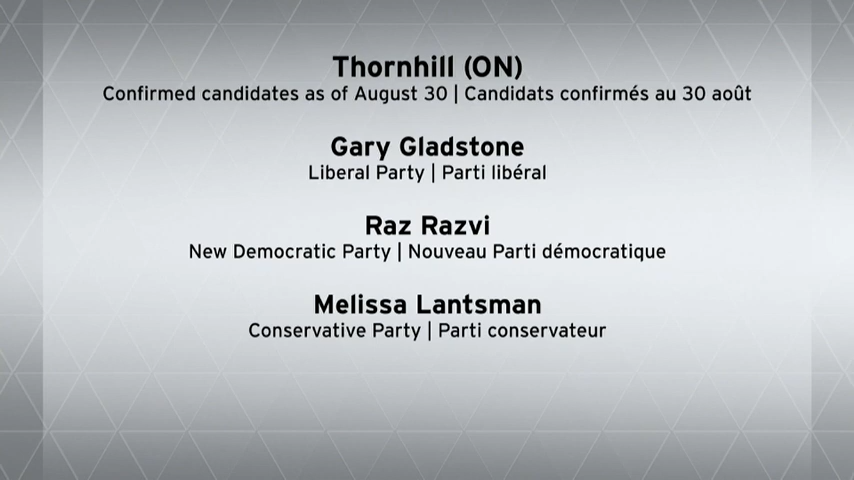 Thornhill (ON)
Confirmed candidates as of August 30 | Candidats confirmés au 30 août
Gary Gladstone
Liberal Party | Parti libéral
Raz Razvi
New Democratic Party | Nouveau Parti démocratique
Melissa Lantsman
Conservative Party | Parti conservateur